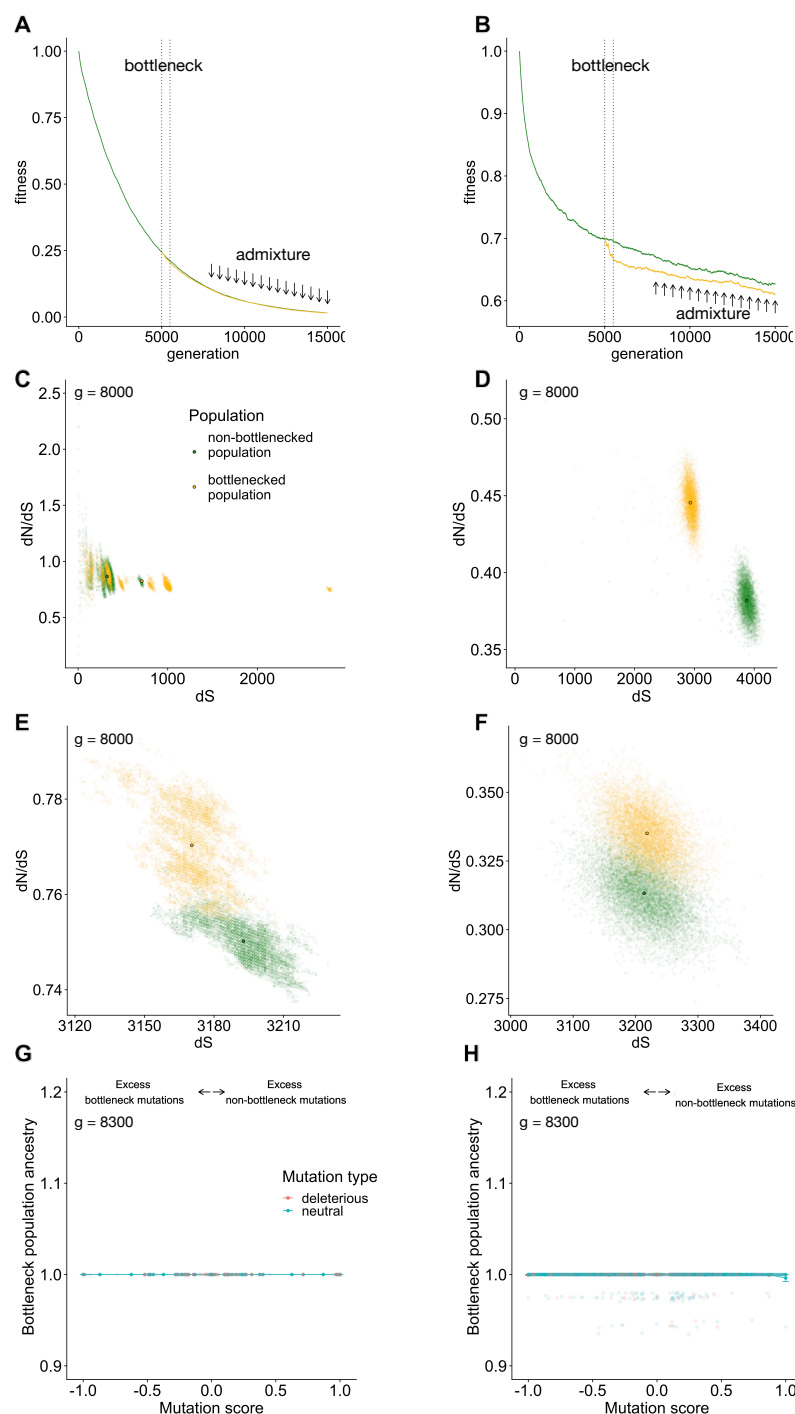 A
1.00
0.75
0.50
0.25
0.00
fitness
bottleneck
admixture
0
5000
10000
15000
generation
B
1.0
0.9
0.8
0.7
0.6
fitness
bottleneck
admixture
0
5000
10000
1500
generation
C
g = 8000
2.5
2.0
1.5
1.0
0.5
dN/dS
Population
non-bottlenecked
population
bottlenecked
population
0
1000
2000
dS
D
g = 8000
0.50
0.45
0.40
0.35
dN/dS
0
1000
2000
3000
4000
dS
E
g = 8000
0.78
0.76
0.74
dN/dS
3120
3150
3180
3210
dS
F
g = 8000
0.350
0.325
0.300
0.275
dN/dS
3000
3100
3200
3300
3400
dS
G
1.2
1.1
1.0
0.9
Bottleneck population ancestry
Excess
bottleneck mutations
Excess
non-bottleneck mutations
g = 8300
Mutation type
deleterious
neutral
-1.0
-0.5
0.0
0.5
1.0
Mutation score
H
1.2
1.1
1.0
0.9
Bottleneck population ancestry
Excess
bottleneck mutations
Excess
non-bottleneck mutations
g = 8300
-1.0
-0.5
0.0
0.5
1.0
Mutation score